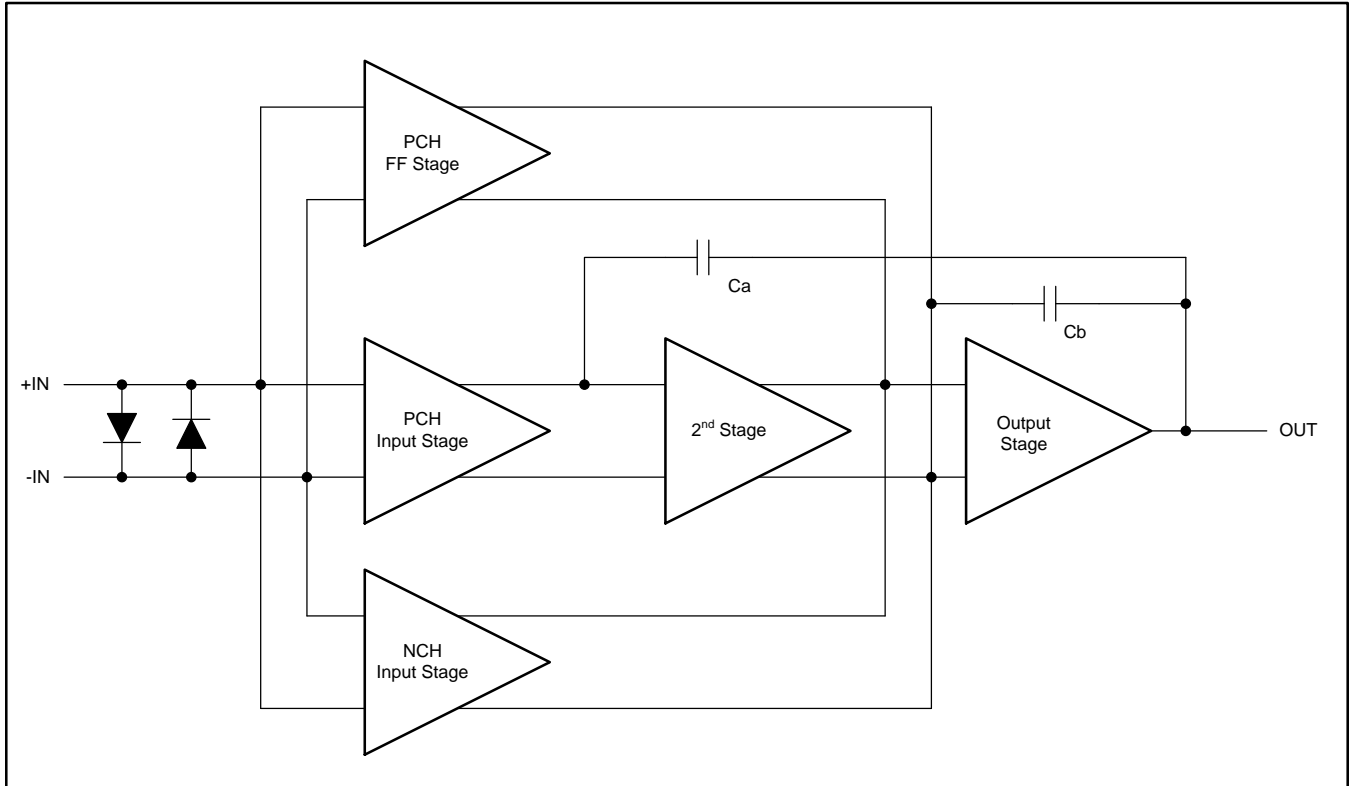 PCH
FF Stage
Ca
Cb
+IN
-IN
PCH
Input Stage
2nd Stage
Output
Stage
OUT
NCH
Input Stage